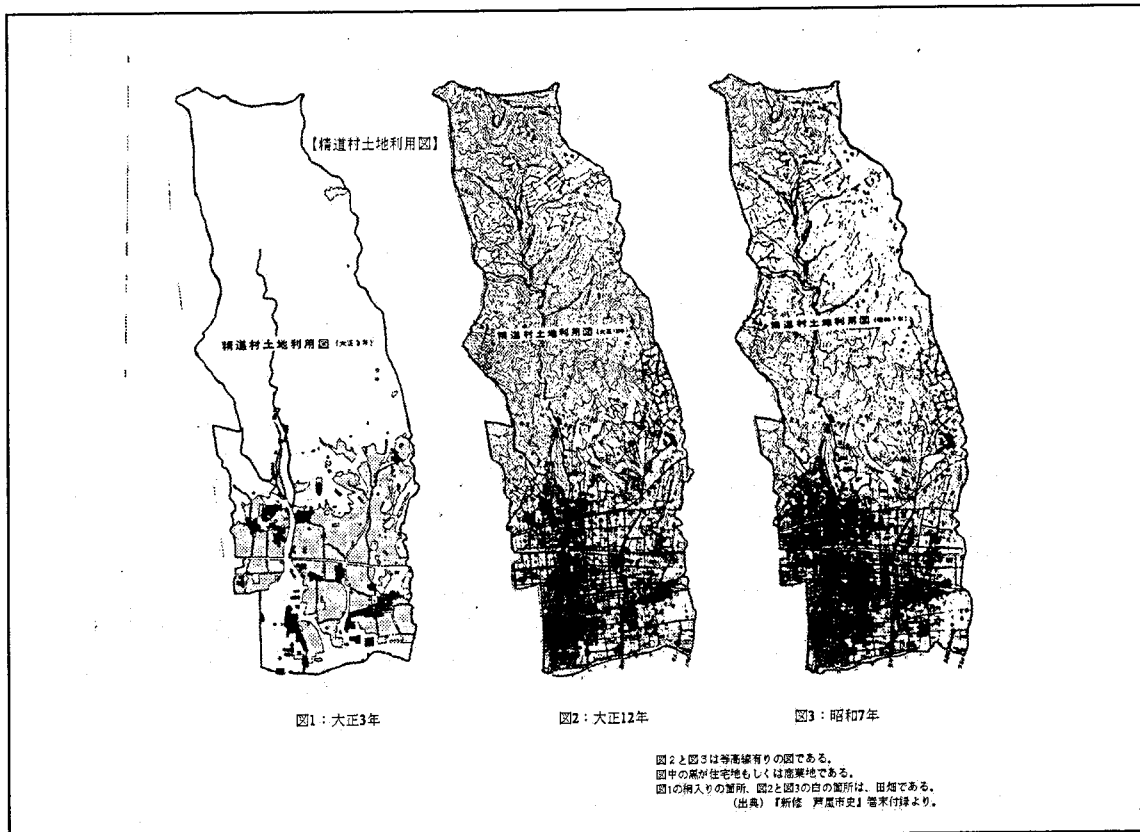 【精道村土地利用図】
精道村土地利用図 (大正3年)
精道村土地利用図
精道村土地利用図
図1：大正3年
図2：大正12年
図3：昭和7年
図2と図3は等高線有りの図である。
図中の黒が住宅地もしくは商業地である。
図1の網入りの箇所、図2と図3の白の箇所は、田畑である。
(出典)『新修 芦屋市史』巻末付録より。